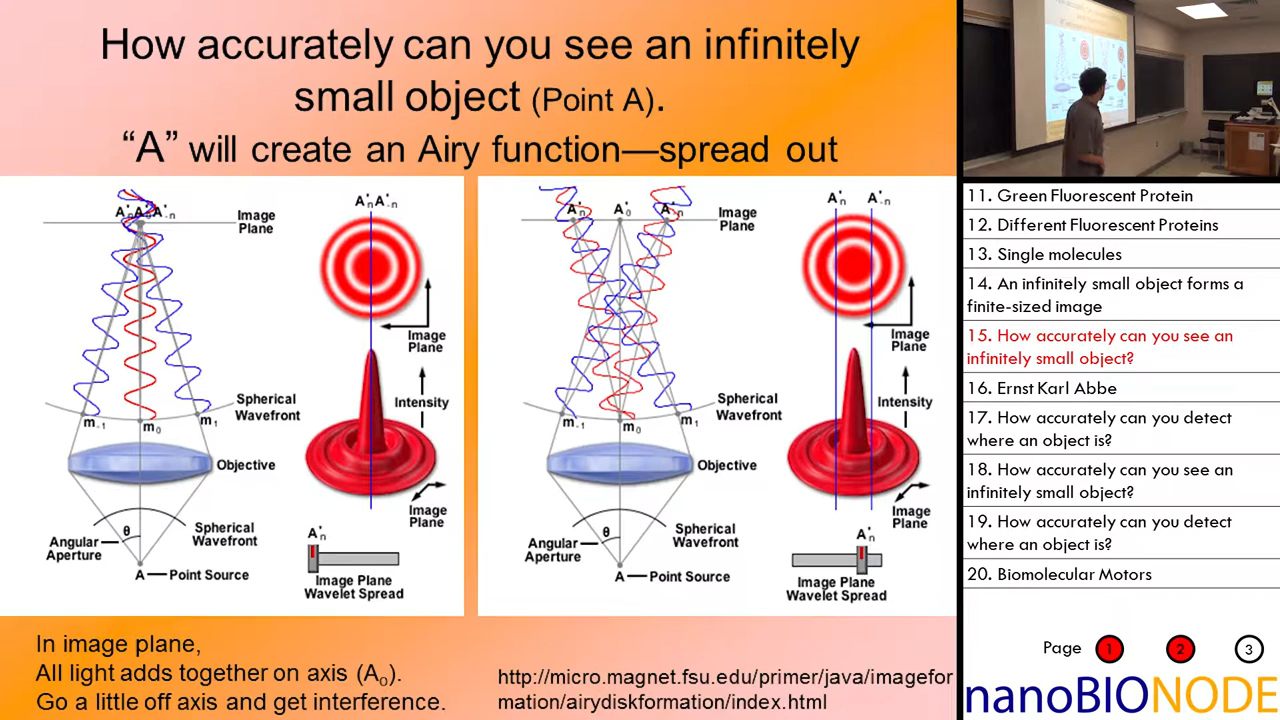 How accurately can you see an infinitely
small object (Point A).
“A” will create an Airy function—spread out
Image
Plane
A'n A'-n
Image
Plane
Intensity
Spherical
Wavefront
m-1
m0
m1
Objective
θ
Angular
Aperture
Spherical
Wavefront
A
Point Source
Image
Plane
A'n
Image Plane
Wavelet Spread
A'n
A'0
A'-n
Image
Plane
A'n
A'-n
Image
Plane
Intensity
Spherical
Wavefront
m-1
m0
m1
Objective
θ
Angular
Aperture
Spherical
Wavefront
A
Point Source
Image
Plane
A'n
Image Plane
Wavelet Spread
In image plane,
All light adds together on axis (Ao).
Go a little off axis and get interference.
http://micro.magnet.fsu.edu/primer/java/imagefor
mation/airydiskformation/index.html
11. Green Fluorescent Protein
12. Different Fluorescent Proteins
13. Single molecules
14. An infinitely small object forms a
finite-sized image
15. How accurately can you see an
infinitely small object?
16. Ernst Karl Abbe
17. How accurately can you detect
where an object is?
18. How accurately can you see an
infinitely small object?
19. How accurately can you detect
where an object is?
20. Biomolecular Motors
Page 1 2 3
nanoBIONODE